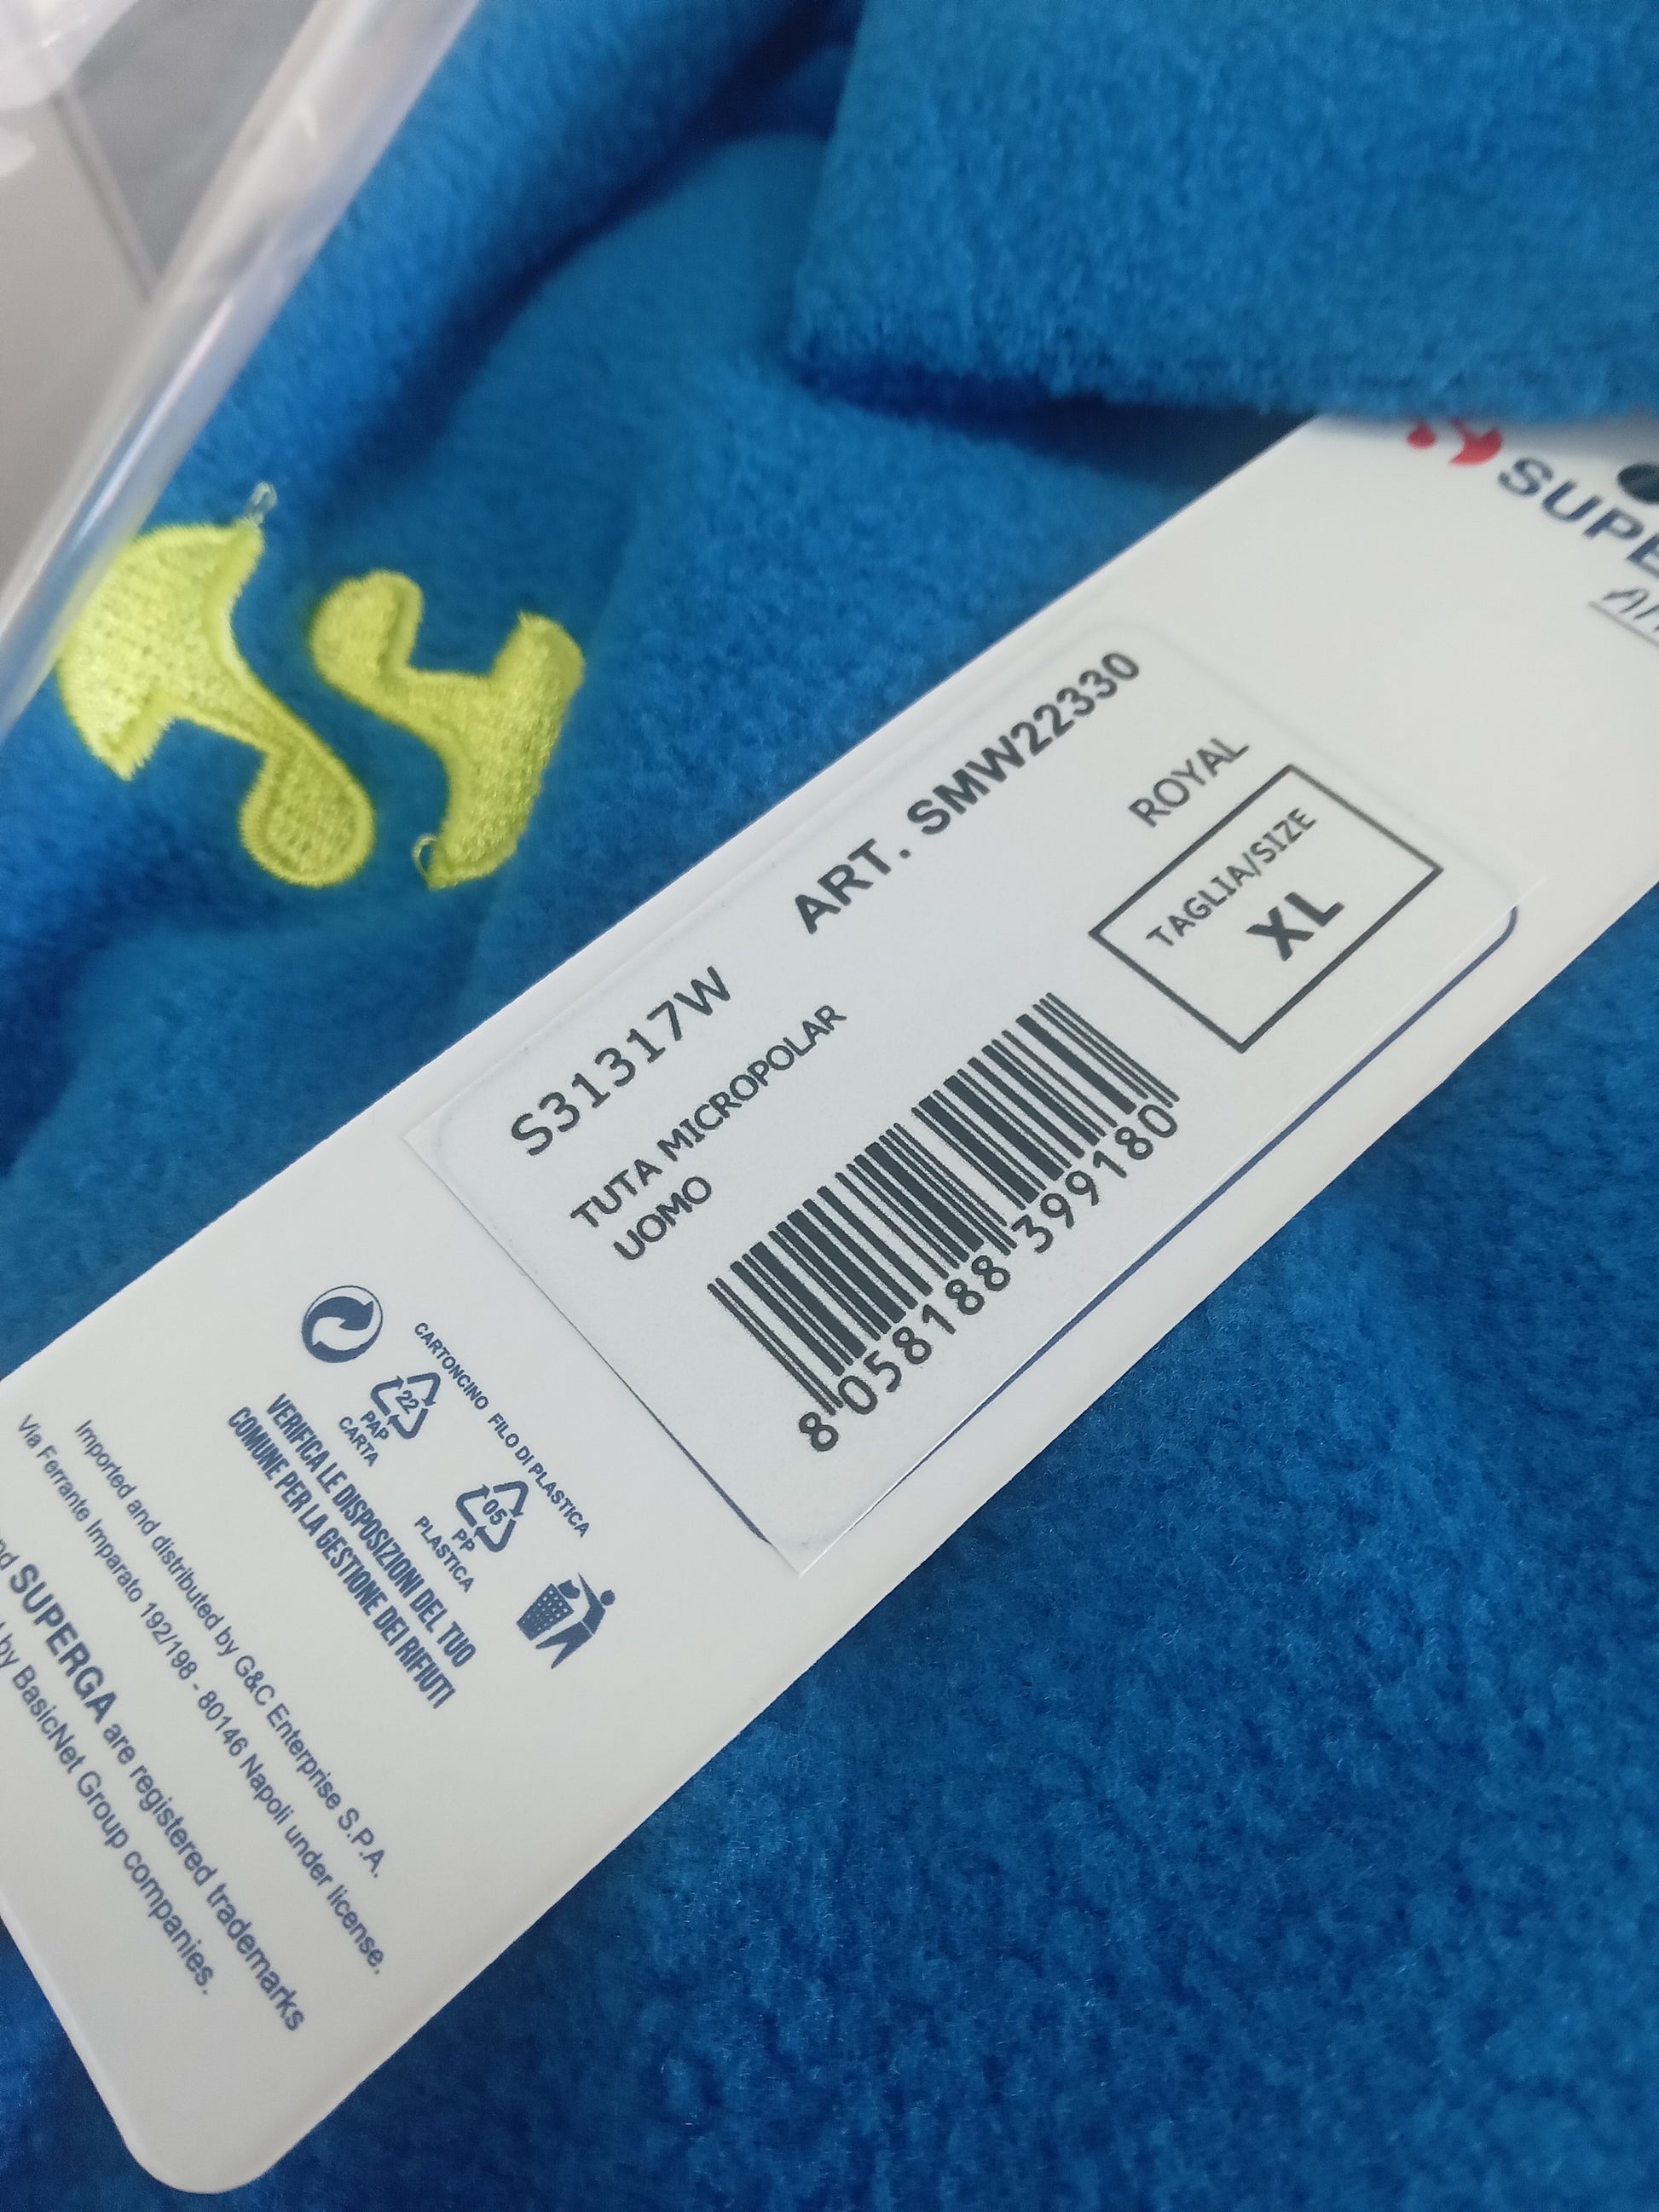 SUPE
S31317W ART. SMW22330
TUTA MICROPOLAR
UOMO
ROYAL
TAGLIA/SIZE
XL
8 058188 399180
CARTONCINO FILO DI PLASTICA
22
PAP
CARTA
05
PP
PLASTICA
VERIFICA LE DISPOSIZIONI DEL TUO
COMUNE PER LA GESTIONE DEI RIFIUTI
Imported and distributed by G&C Enterprise S.P.A.
Via Ferrante Imparato 192/198 - 80146 Napoli under license.
SUPERGA are registered trademarks
by BasicNet Group companies.